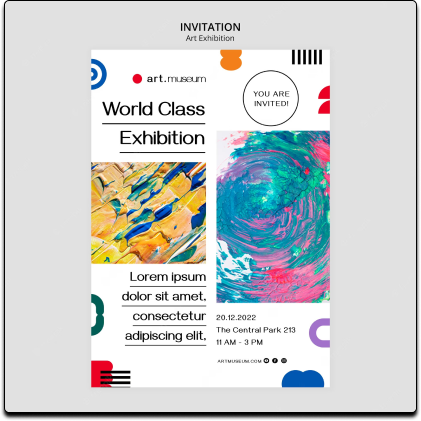 INVITATION
Art Exhibition
art.museum
YOU ARE
INVITED!
World Class
Exhibition
Lorem ipsum
dolor sit amet,
consectetur
adipiscing elit,
20.12.2022
The Central Park 213
11 AM - 3 PM
ARTMUSEUM.COM